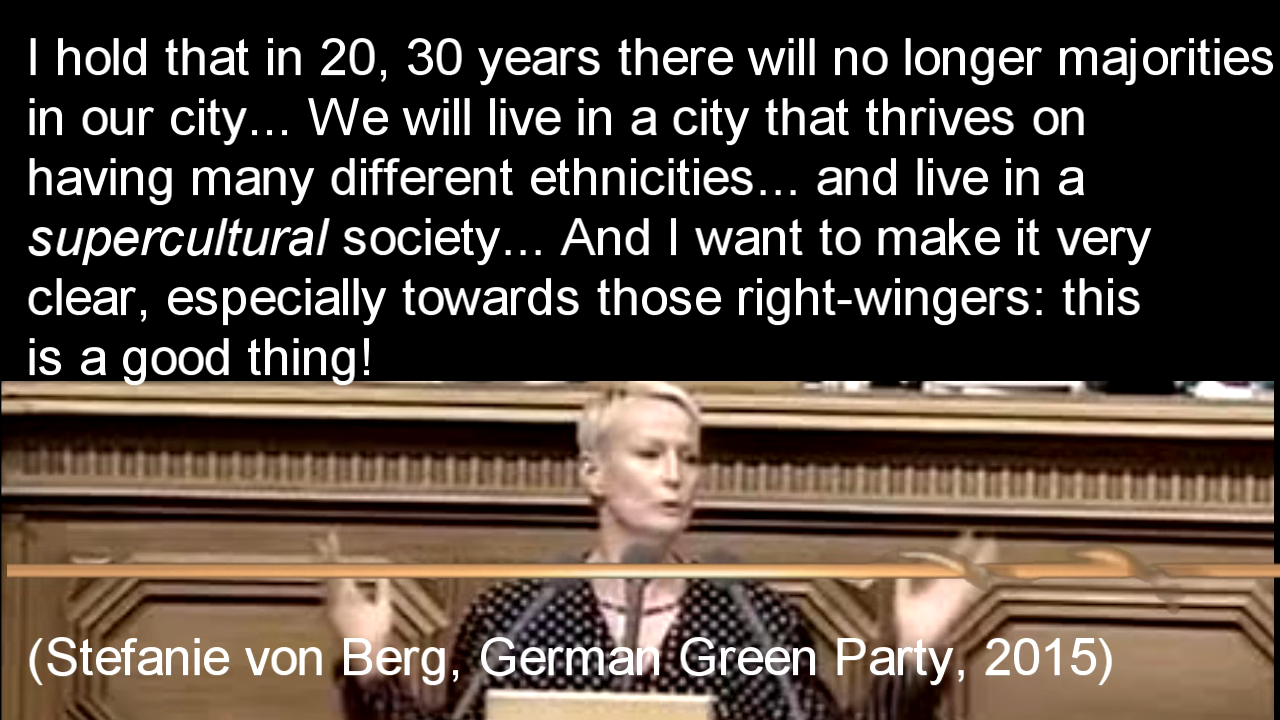 I hold that in 20, 30 years there will no longer majorities
in our city... We will live in a city that thrives on
having many different ethnicities... and live in a
supercultural society... And I want to make it very
clear, especially towards those right-wingers: this
is a good thing!
(Stefanie von Berg, German Green Party, 2015)